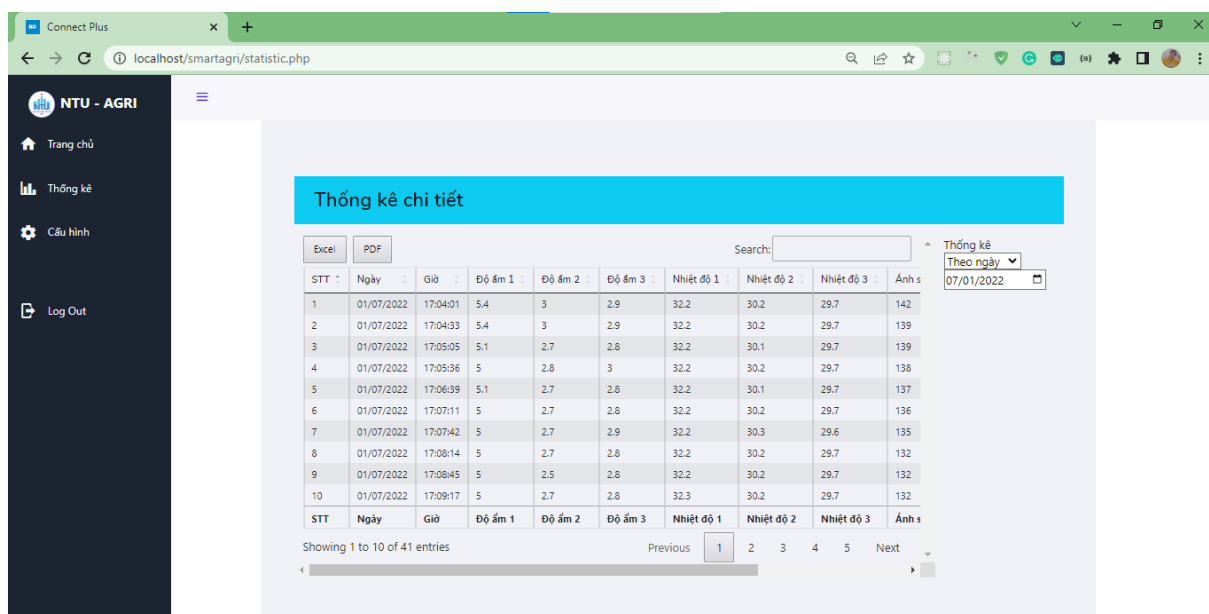 Connect Plus
localhost/smartagri/statistic.php
NTU - AGRI
Trang chủ
Thống kê
Cấu hình
Log Out
Thống kê chi tiết
Excel PDF Search:
STT Ngày Giờ Độ ẩm 1 Độ ẩm 2 Độ ẩm 3 Nhiệt độ 1 Nhiệt độ 2 Nhiệt độ 3 Ánh s
1 01/07/2022 17:04:01 5.4 3 2.9 32.2 30.2 29.7 142
2 01/07/2022 17:04:33 5.4 3 2.9 32.2 30.2 29.7 139
3 01/07/2022 17:05:05 5.1 2.7 2.8 32.2 30.1 29.7 139
4 01/07/2022 17:05:36 5 2.8 3 32.2 30.2 29.7 138
5 01/07/2022 17:06:39 5.1 2.7 2.8 32.2 30.1 29.7 137
6 01/07/2022 17:07:11 5 2.7 2.8 32.2 30.2 29.7 136
7 01/07/2022 17:07:42 5 2.7 2.9 32.2 30.3 29.6 135
8 01/07/2022 17:08:14 5 2.7 2.8 32.2 30.2 29.7 132
9 01/07/2022 17:08:45 5 2.5 2.8 32.2 30.2 29.7 132
10 01/07/2022 17:09:17 5 2.7 2.8 32.3 30.2 29.7 132
STT Ngày Giờ Độ ẩm 1 Độ ẩm 2 Độ ẩm 3 Nhiệt độ 1 Nhiệt độ 2 Nhiệt độ 3 Ánh s
Showing 1 to 10 of 41 entries Previous 1 2 3 4 5 Next
Thống kê
Theo ngày
07/01/2022